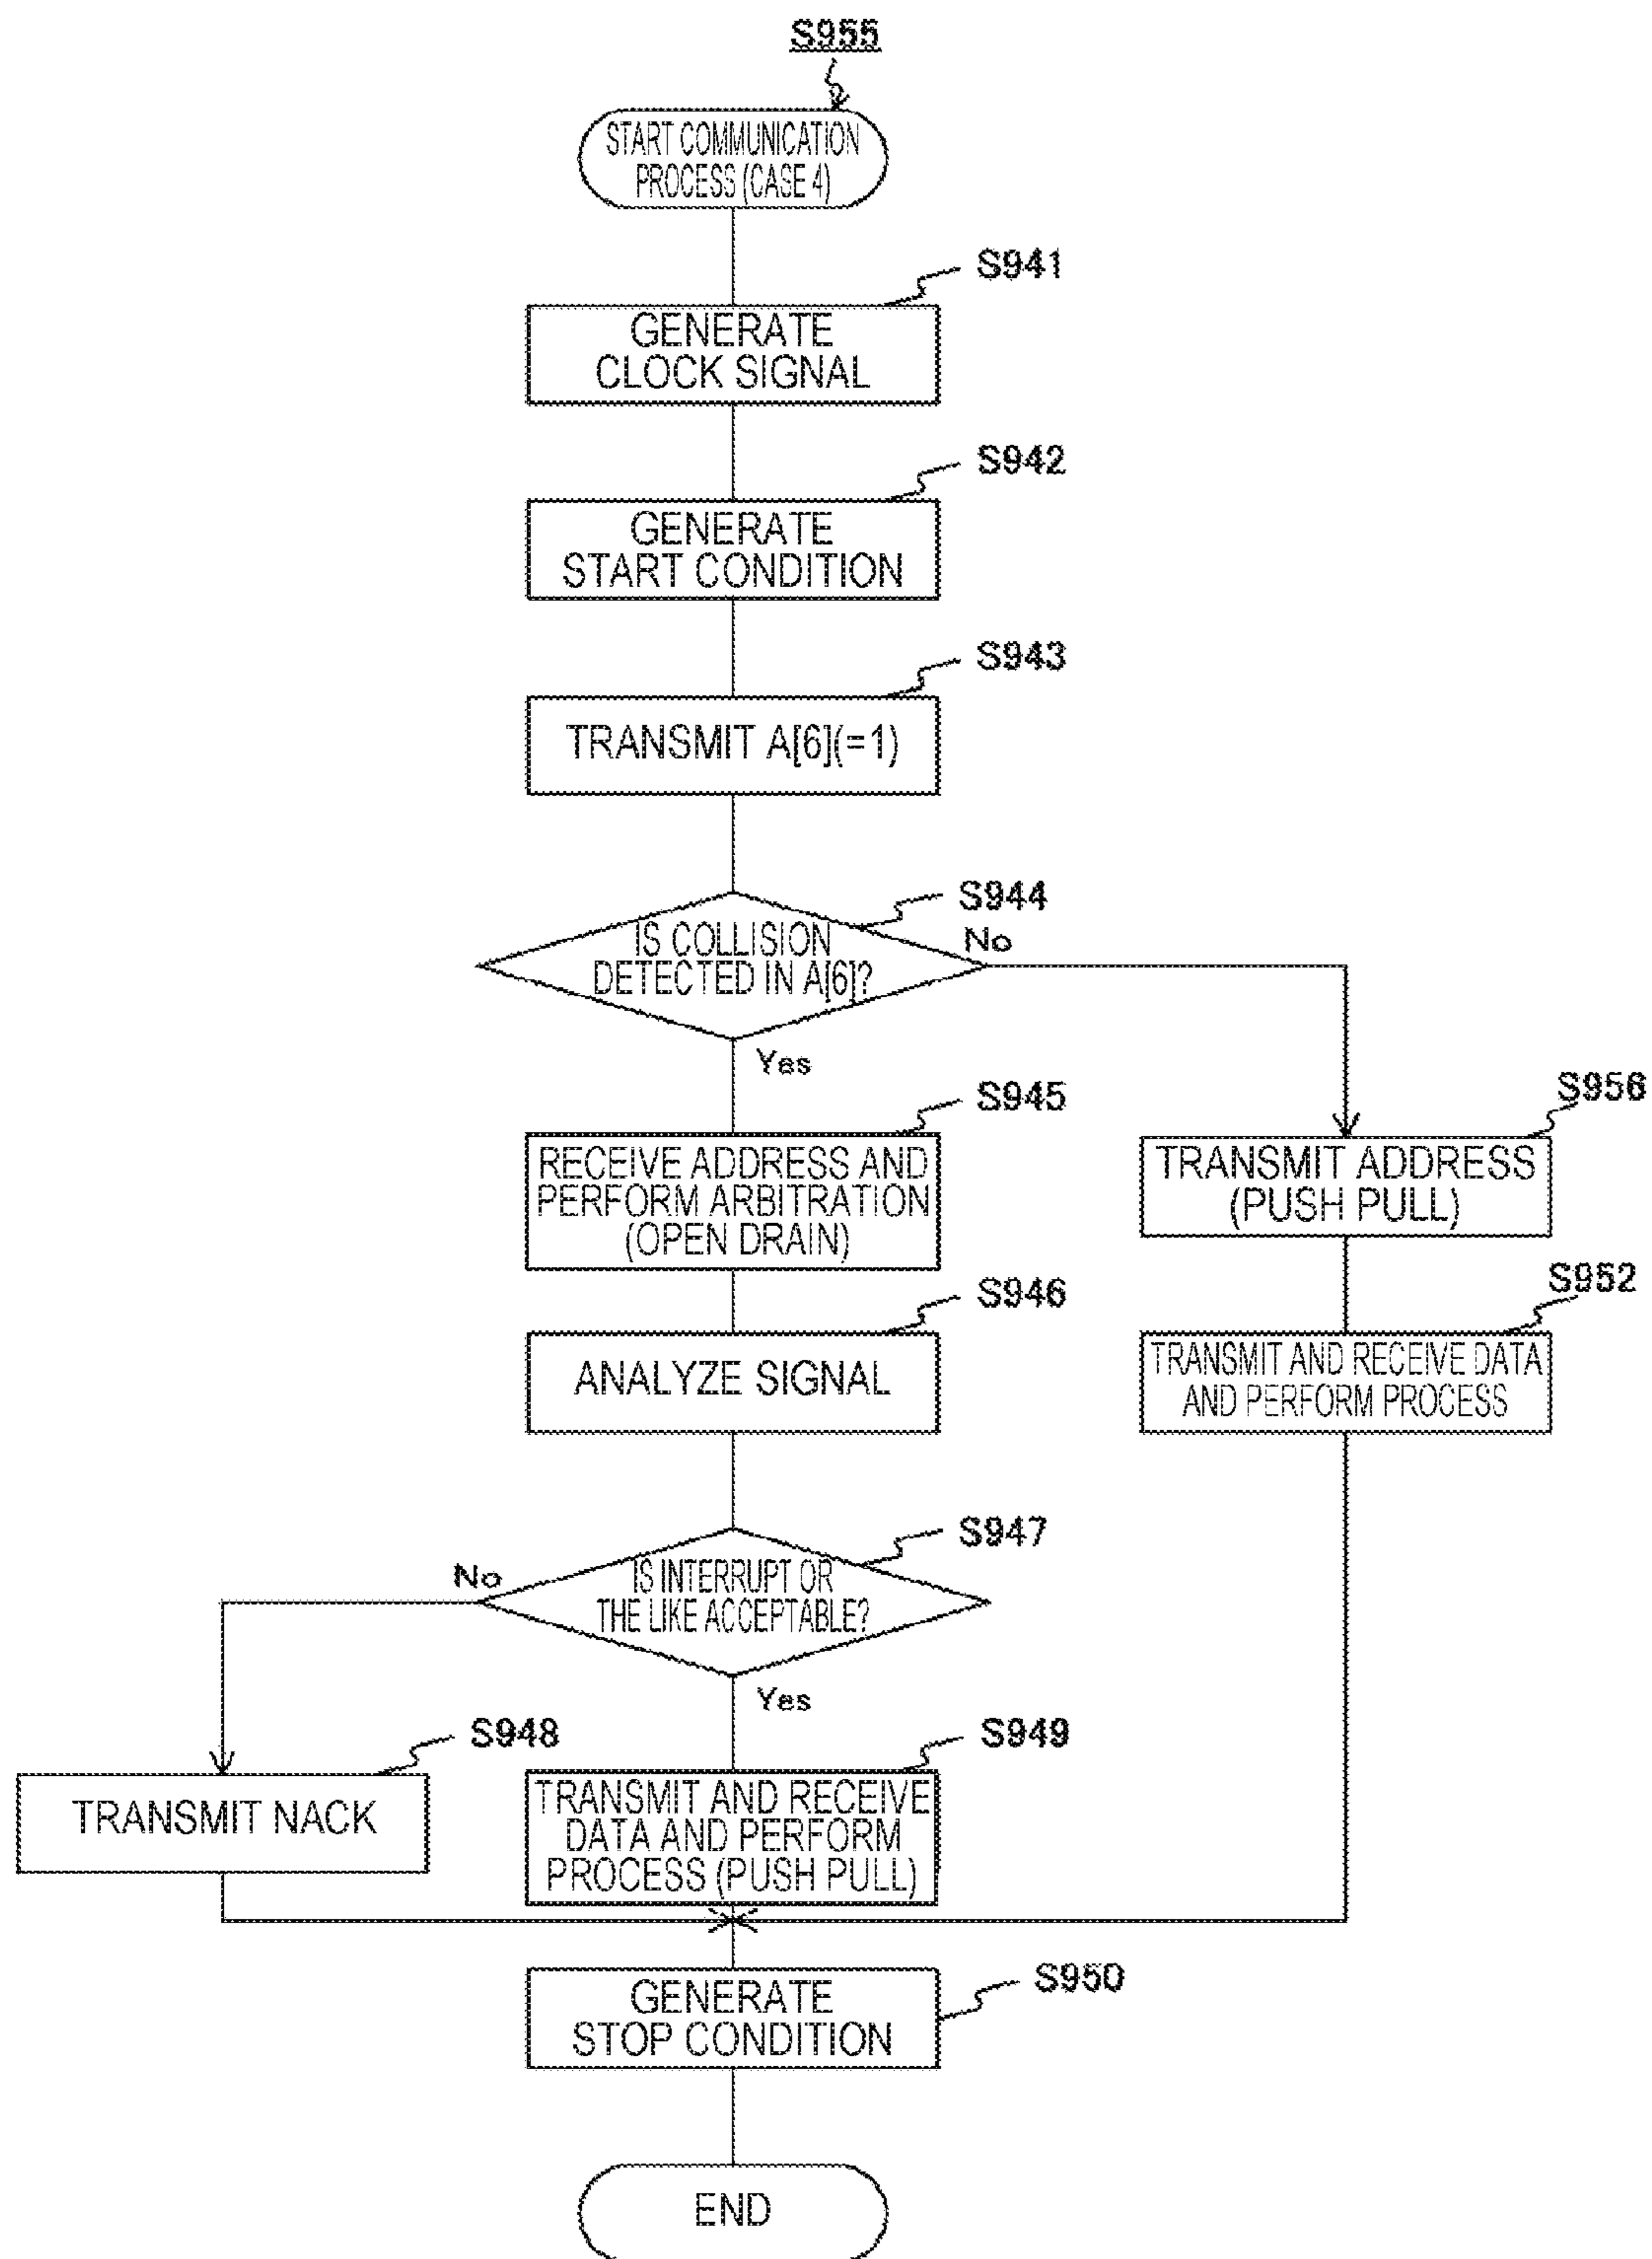 S955
START COMMUNICATION
PROCESS (CASE 4)
S941
GENERATE
CLOCK SIGNAL
S942
GENERATE
START CONDITION
S943
TRANSMIT A[6](=1)
S944
IS COLLISION
DETECTED IN A[6]?
No
Yes
S945
RECEIVE ADDRESS AND
PERFORM ARBITRATION
(OPEN DRAIN)
S956
TRANSMIT ADDRESS
(PUSH PULL)
S946
ANALYZE SIGNAL
S952
TRANSMIT AND RECEIVE DATA
AND PERFORM PROCESS
S947
IS INTERRUPT OR
THE LIKE ACCEPTABLE?
No
Yes
S948
TRANSMIT NACK
S949
TRANSMIT AND RECEIVE
DATA AND PERFORM
PROCESS (PUSH PULL)
S950
GENERATE
STOP CONDITION
END